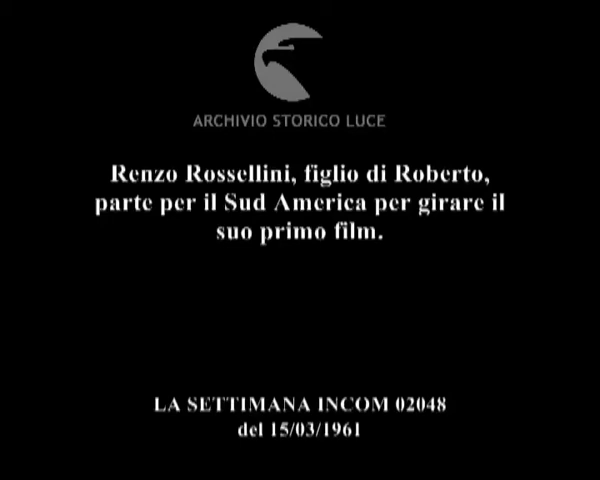 ARCHIVIO STORICO LUCE
Renzo Rossellini, figlio di Roberto,
parte per il Sud America per girare il
suo primo film.
LA SETTIMANA INCOM 02048
del 15/03/1961